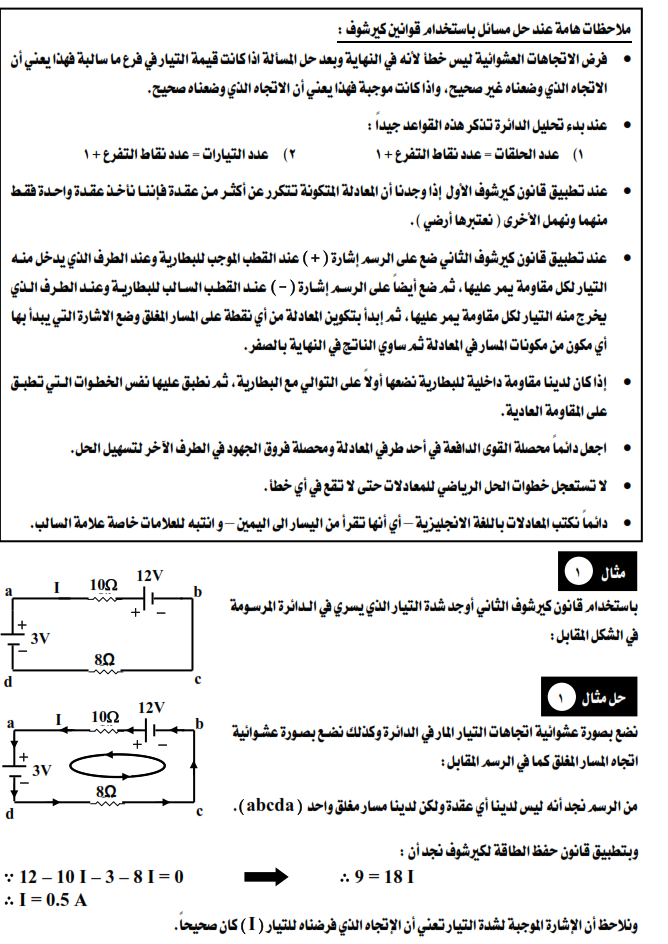 ملاحظات هامة عند حل مسائل باستخدام قوانين كيرشوف :
• فرض الاتجاهات العشوائية ليس خطأ لأنه في النهاية وبعد حل المسألة اذا كانت قيمة التيار في فرع ما سالبة فهذا يعني أن
الاتجاه الذي وضعناه غير صحيح، واذا كانت موجبة فهذا يعني أن الاتجاه الذي وضعناه صحيح.
• عند بدء تحليل الدائرة تذكر هذه القواعد جيداً :
١) عدد الحلقات = عدد نقاط التفرع + ١ ٢) عدد التيارات = عدد نقاط التفرع + ١
• عند تطبيق قانون كيرشوف الأول إذا وجدنا أن المعادلة المتكونة تتكرر عن أكثر من عقدة فإننا نأخذ عقدة واحدة فقط
منهما ونهمل الأخرى ( نعتبرها أرضي ).
• عند تطبيق قانون كيرشوف الثاني ضع على الرسم إشارة ( + ) عند القطب الموجب للبطارية وعند الطرف الذي يدخل منه
التيار لكل مقاومة يمر عليها ، ثم ضع أيضاً على الرسم إشارة ( − ) عند القطب السالب للبطارية وعند الطرف الذي
يخرج منه التيار لكل مقاومة يمر عليها ، ثم إبدأ بتكوين المعادلة من أي نقطة على المسار المغلق وضع الاشارة التي يبدأ بها
أي مكون من مكونات المسار في المعادلة ثم ساوي الناتج في النهاية بالصفر.
• إذا كان لدينا مقاومة داخلية للبطارية نضعها أولاً على التوالي مع البطارية ، ثم نطبق عليها نفس الخطوات التي تطبق
على المقاومة العادية.
• اجعل دائماً محصلة القوى الدافعة في أحد طرفي المعادلة ومحصلة فروق الجهود في الطرف الآخر لتسهيل الحل.
• لا تستعجل خطوات الحل الرياضي للمعادلات حتى لا تقع في أي خطأ.
• دائماً نكتب المعادلات باللغة الانجليزية – أي أنها تقرأ من اليسار الى اليمين – و انتبه للعلامات خاصة علامة السالب.
مثال ١
باستخدام قانون كيرشوف الثاني أوجد شدة التيار الذي يسري في الدائرة المرسومة
في الشكل المقابل :
a I 10Ω 12V b
+ −
+
3V
−
8Ω
d c
حل مثال ١
نضع بصورة عشوائية اتجاهات التيار المار في الدائرة وكذلك نضع بصورة عشوائية
اتجاه المسار المغلق كما في الرسم المقابل :
a I 10Ω 12V b
+ −
+
3V
−
8Ω
d c
من الرسم نجد أنه ليس لدينا أي عقدة ولكن لدينا مسار مغلق واحد ( abcda ).
وبتطبيق قانون حفظ الطاقة لكيرشوف نجد أن :
∵ 12 – 10 I – 3 – 8 I = 0 ∴ 9 = 18 I
∴ I = 0.5 A
ونلاحظ أن الإشارة الموجبة لشدة التيار تعني أن الإتجاه الذي فرضناه للتيار ( I ) كان صحيحاً.